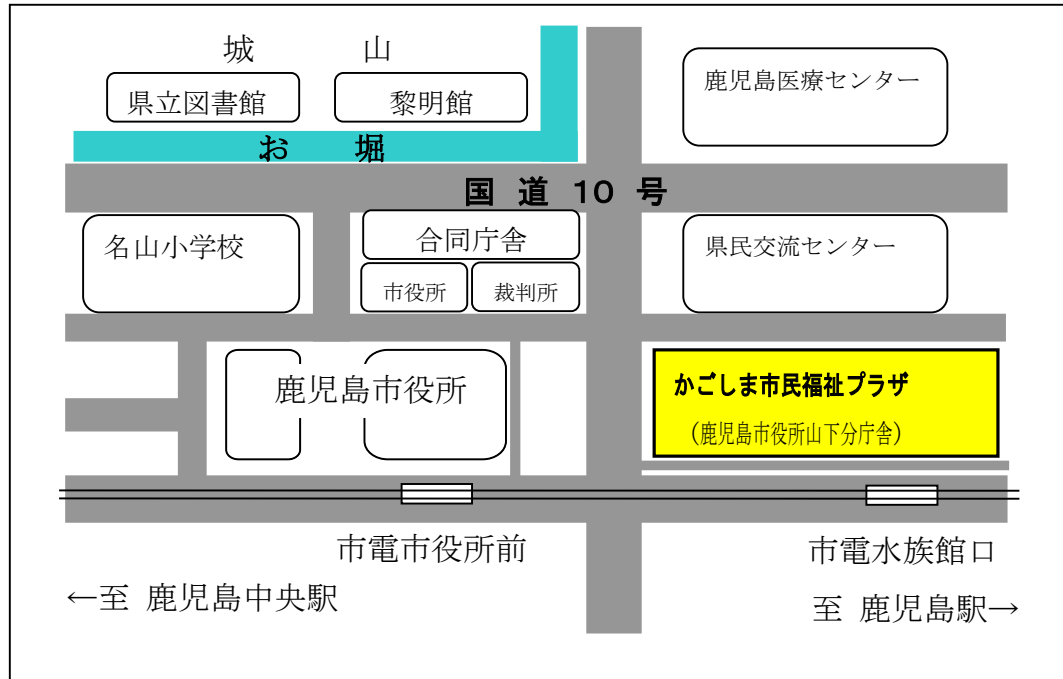 城 山
県立図書館
黎明館
鹿児島医療センター
お 堀
国 道 10 号
名山小学校
合同庁舎
県民交流センター
市役所
裁判所
鹿児島市役所
かごしま市民福祉プラザ
(鹿児島市役所山下分庁舎)
市電市役所前
市電水族館口
←至 鹿児島中央駅
至 鹿児島駅→